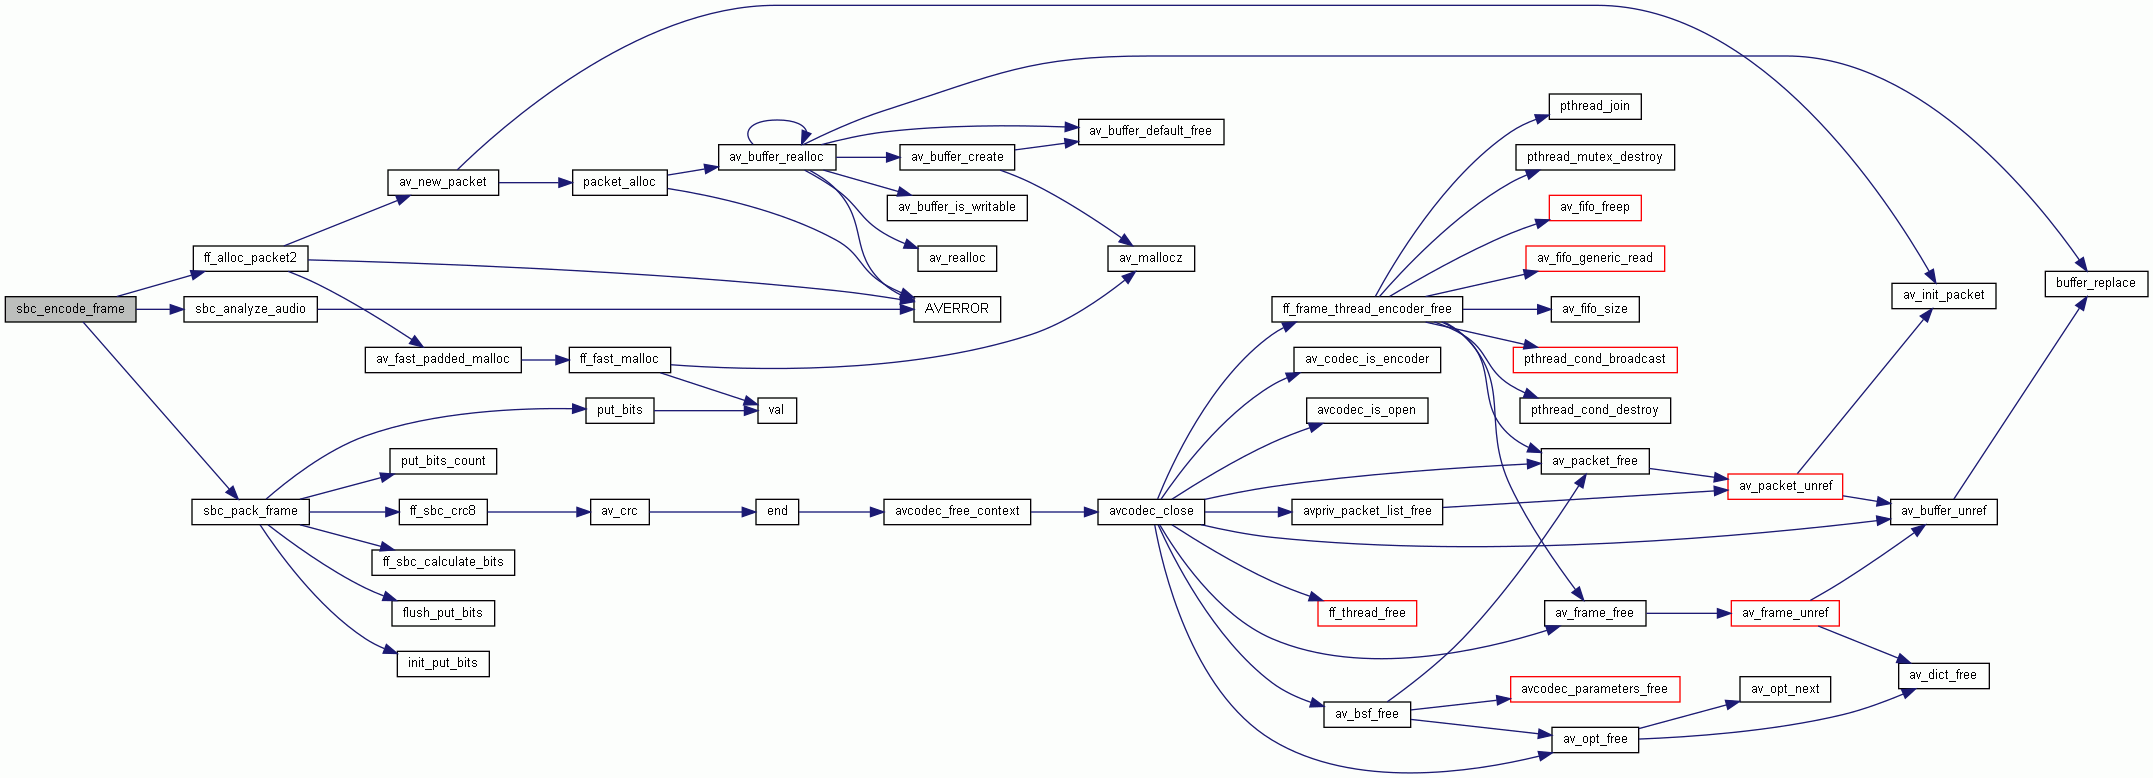 sbc_encode_frame
ff_alloc_packet2
sbc_analyze_audio
sbc_pack_frame
av_new_packet
av_fast_padded_malloc
put_bits_count
ff_sbc_crc8
ff_sbc_calculate_bits
flush_put_bits
init_put_bits
packet_alloc
ff_fast_malloc
put_bits
av_crc
av_buffer_realloc
val
end
av_buffer_create
av_buffer_is_writable
av_realloc
AVERROR
avcodec_free_context
av_buffer_default_free
av_mallocz
avcodec_close
ff_frame_thread_encoder_free
av_codec_is_encoder
avcodec_is_open
avpriv_packet_list_free
ff_thread_free
av_bsf_free
pthread_join
pthread_mutex_destroy
av_fifo_freep
av_fifo_generic_read
av_fifo_size
pthread_cond_broadcast
pthread_cond_destroy
av_packet_free
av_frame_free
avcodec_parameters_free
av_opt_free
av_packet_unref
av_frame_unref
av_opt_next
av_init_packet
av_buffer_unref
av_dict_free
buffer_replace